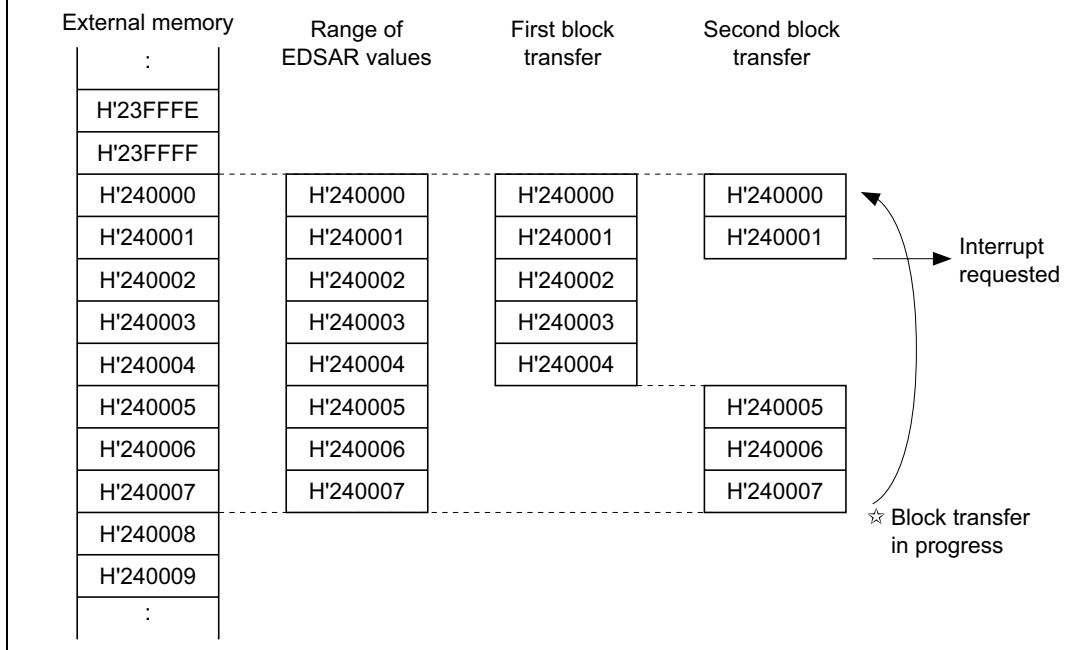 External memory
Range of
EDSAR values
First block
transfer
Second block
transfer
:
H'23FFFE
H'23FFFF
H'240000 H'240000 H'240000 H'240000
H'240001 H'240001 H'240001 H'240001
Interrupt
requested
H'240002 H'240002 H'240002
H'240003 H'240003 H'240003
H'240004 H'240004 H'240004
H'240005 H'240005 H'240005
H'240006 H'240006 H'240006
H'240007 H'240007 H'240007
☆ Block transfer
in progress
H'240008
H'240009
: